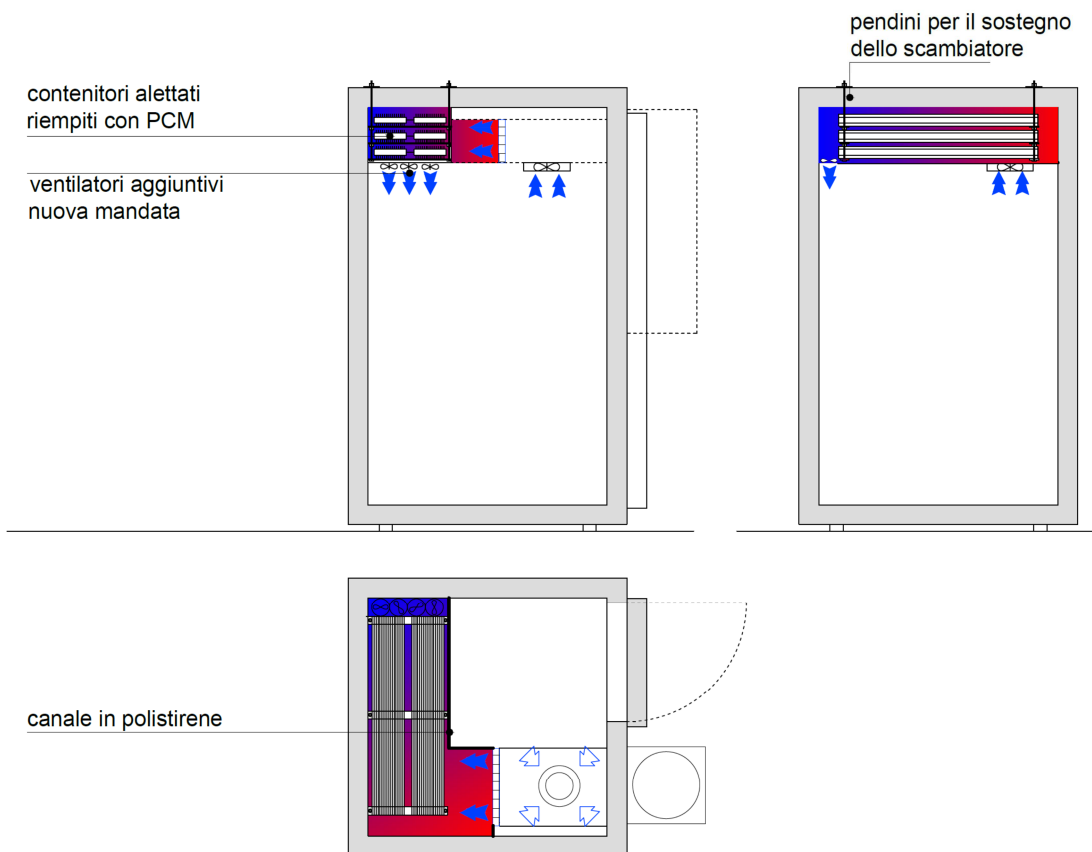 pendini per il sostegno
dello scambiatore
contenitori alettati
riempiti con PCM
ventilatori aggiuntivi
nuova mandata
canale in polistirene